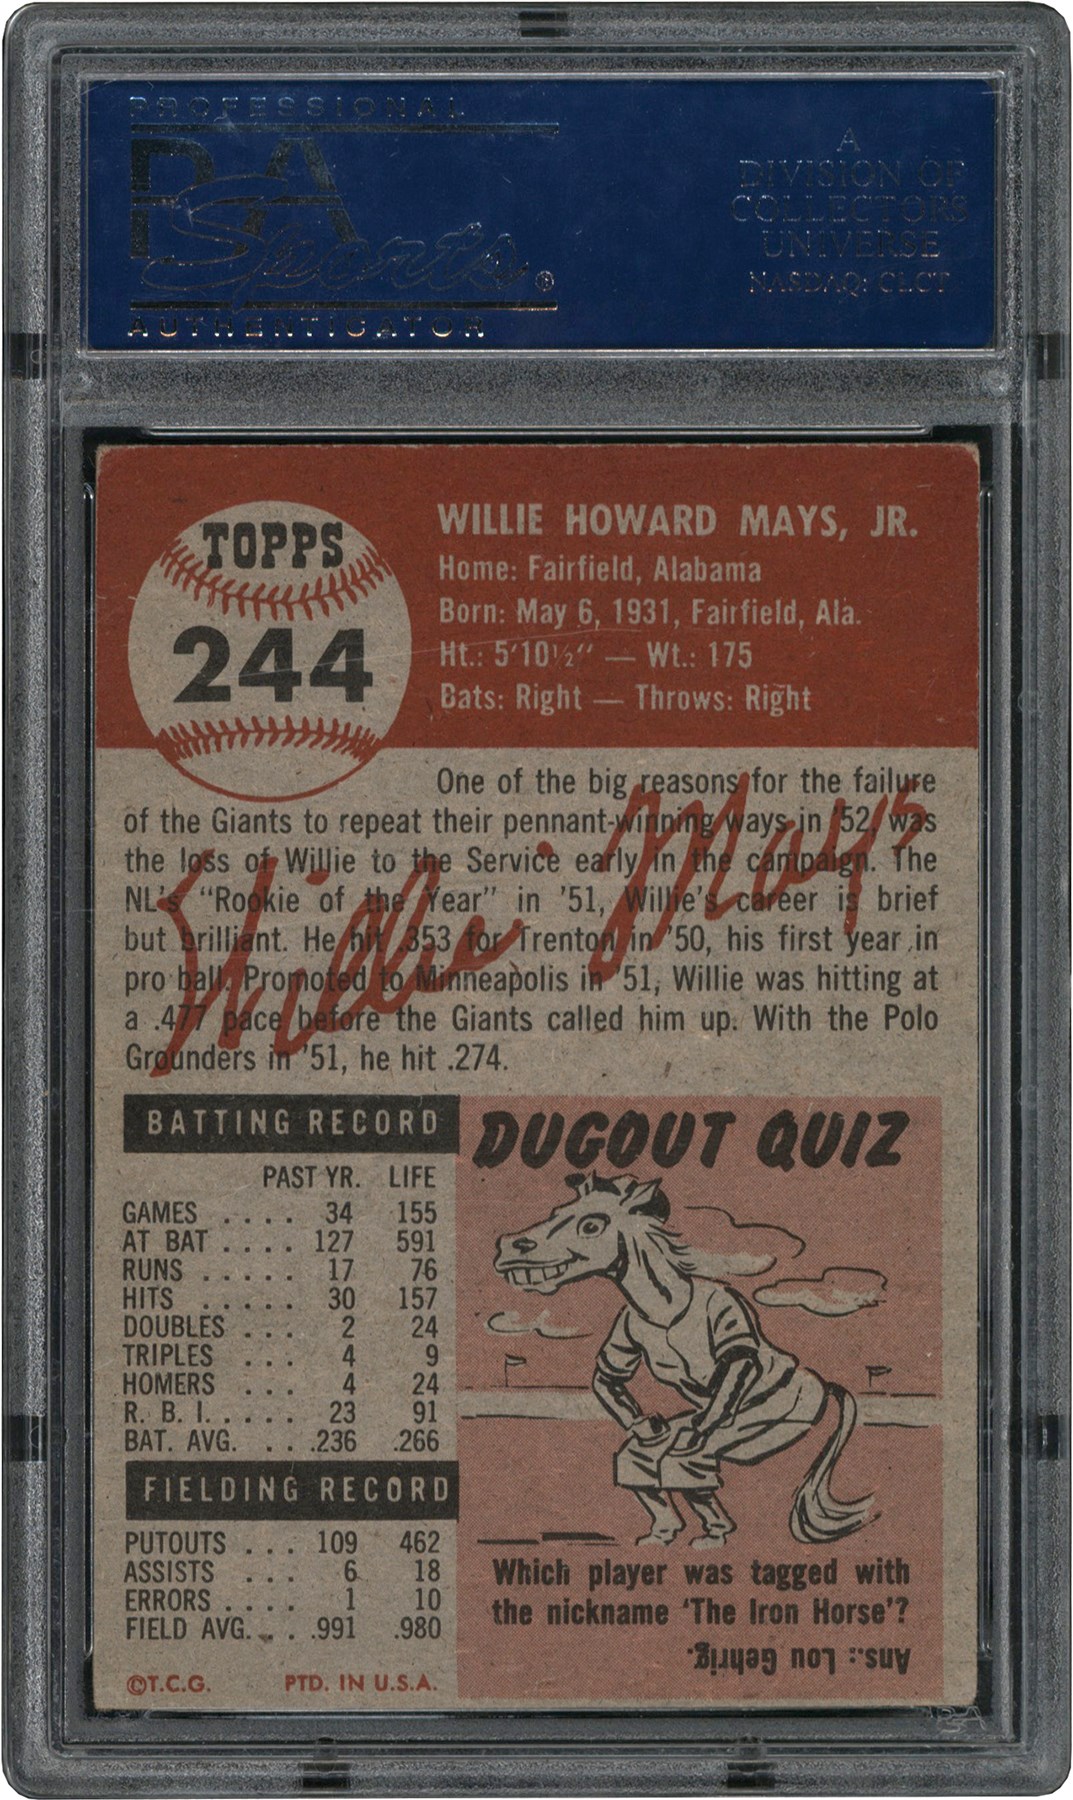 PROFESSIONAL
PSA
Sports®
AUTHENTICATOR
A
DIVISION OF
COLLECTORS
UNIVERSE
NASDAQ: CLCT
TOPPS
244
WILLIE HOWARD MAYS, JR.
Home: Fairfield, Alabama
Born: May 6, 1931, Fairfield, Ala.
Ht.: 5'10½" — Wt.: 175
Bats: Right — Throws: Right
One of the big reasons for the failure
of the Giants to repeat their pennant-winning ways in '52, was
the loss of Willie to the Service early in the campaign. The
NL's "Rookie of the Year" in '51, Willie's career is brief
but brilliant. He hit .353 for Trenton in '50, his first year in
pro ball. Promoted to Minneapolis in '51, Willie was hitting at
a .477 pace before the Giants called him up. With the Polo
Grounders in '51, he hit .274.
Willie Mays
BATTING RECORD
PAST YR. LIFE
GAMES .... 34 155
AT BAT .... 127 591
RUNS ..... 17 76
HITS ..... 30 157
DOUBLES ... 2 24
TRIPLES ... 4 9
HOMERS ... 4 24
R. B. I. .... 23 91
BAT. AVG. ... .236 .266
FIELDING RECORD
PUTOUTS ... 109 462
ASSISTS ... 6 18
ERRORS .... 1 10
FIELD AVG. ... .991 .980
©T.C.G. PTD. IN U.S.A.
DUGOUT QUIZ
Which player was tagged with
the nickname 'The Iron Horse'?
Ans.: Lou Gehrig.
PSA